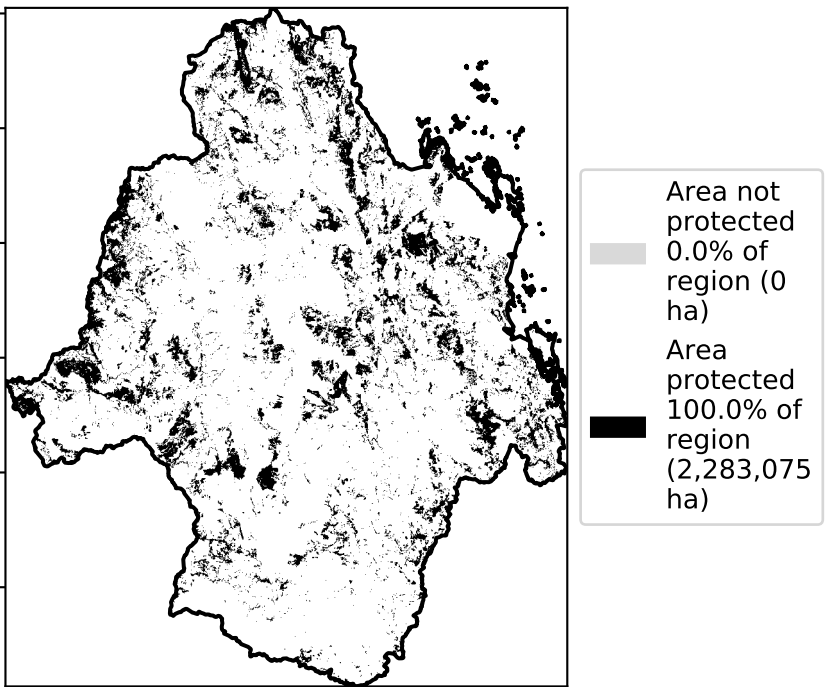 Area not
protected
0.0% of
region (0
ha)
Area
protected
100.0% of
region
(2,283,075
ha)